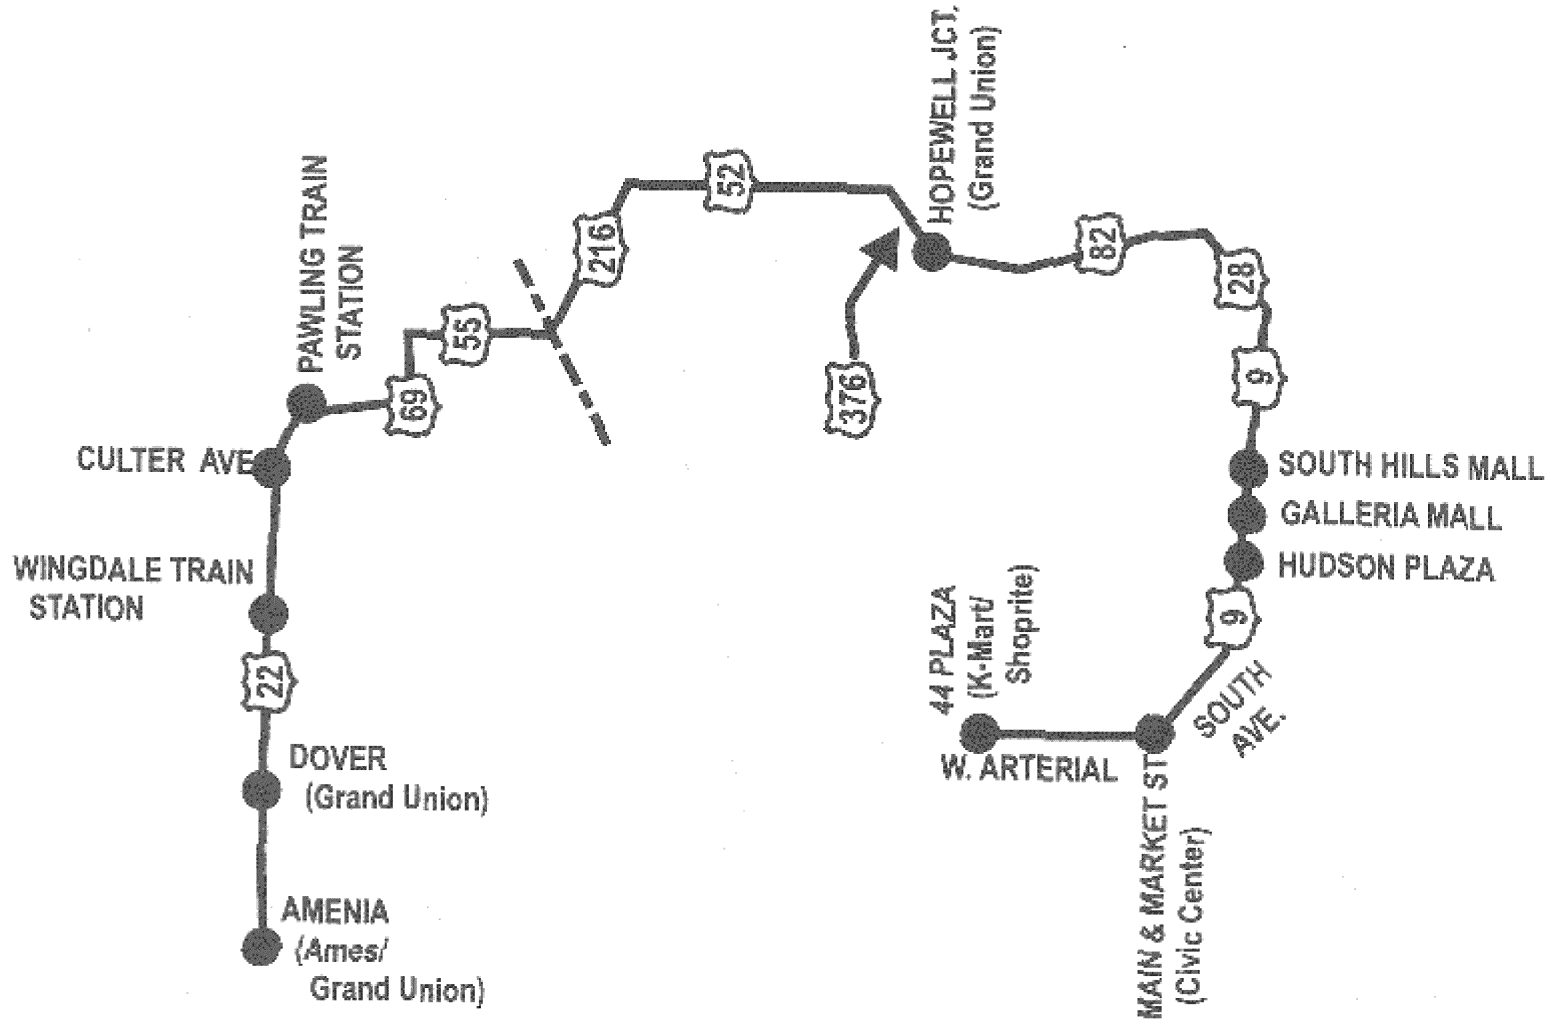 HOPEWELL JCT.
(Grand Union)
PAWLING TRAIN
STATION
52
216
82
28
55
69
376
9
CULTER AVE
SOUTH HILLS MALL
GALLERIA MALL
HUDSON PLAZA
WINGDALE TRAIN
STATION
22
9
44 PLAZA
(K-Mart/
Shoprite)
SOUTH
AVE.
W. ARTERIAL
MAIN & MARKET ST
(Civic Center)
DOVER
(Grand Union)
AMENIA
(Ames/
Grand Union)